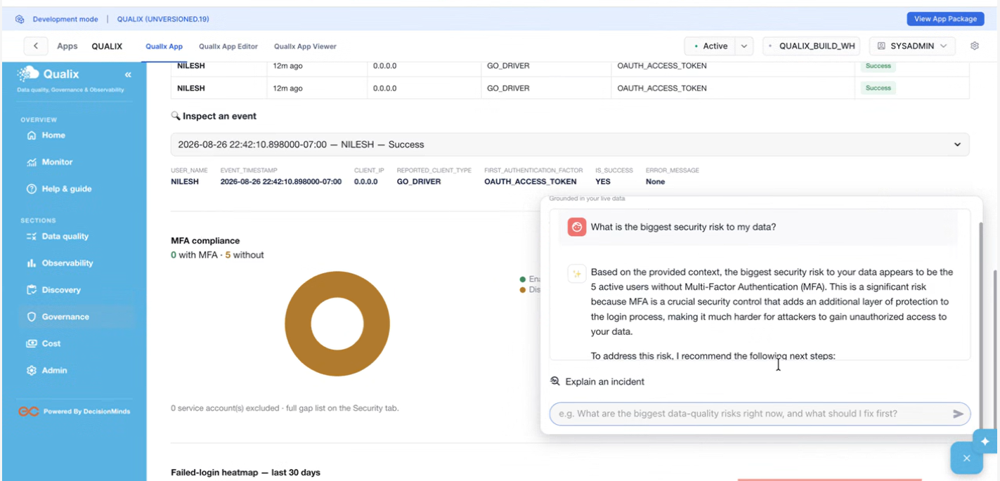 Development mode | QUALIX (UNVERSIONED.19) View App Package
Apps QUALIX Quallx App Quallx App Editor Quallx App Viewer Active QUALIX_BUILD_WH SYSADMIN
Qualix «
Data quality, Governance & Observability
OVERVIEW
Home
Monitor
Help & guide
SECTIONS
Data quality
Observability
Discovery
Governance
Cost
Admin
Powered By DecisionMinds
NILESH 12m ago 0.0.0.0 GO_DRIVER OAUTH_ACCESS_TOKEN Success
NILESH 12m ago 0.0.0.0 GO_DRIVER OAUTH_ACCESS_TOKEN Success
Inspect an event
2026-08-26 22:42:10.898000-07:00 — NILESH — Success
USER_NAME EVENT_TIMESTAMP CLIENT_IP REPORTED_CLIENT_TYPE FIRST_AUTHENTICATION_FACTOR IS_SUCCESS ERROR_MESSAGE
NILESH 2026-08-26 22:42:10.898000-07:00 0.0.0.0 GO_DRIVER OAUTH_ACCESS_TOKEN YES None
MFA compliance
0 with MFA · 5 without
Ena
Dis
0 service account(s) excluded · full gap list on the Security tab.
Failed-login heatmap — last 30 days
Grounded in your live data
What is the biggest security risk to my data?
Based on the provided context, the biggest security risk to your data appears to be the
5 active users without Multi-Factor Authentication (MFA). This is a significant risk
because MFA is a crucial security control that adds an additional layer of protection to
the login process, making it much harder for attackers to gain unauthorized access to
your data.
To address this risk, I recommend the following next steps:
Explain an incident
e.g. What are the biggest data-quality risks right now, and what should I fix first?